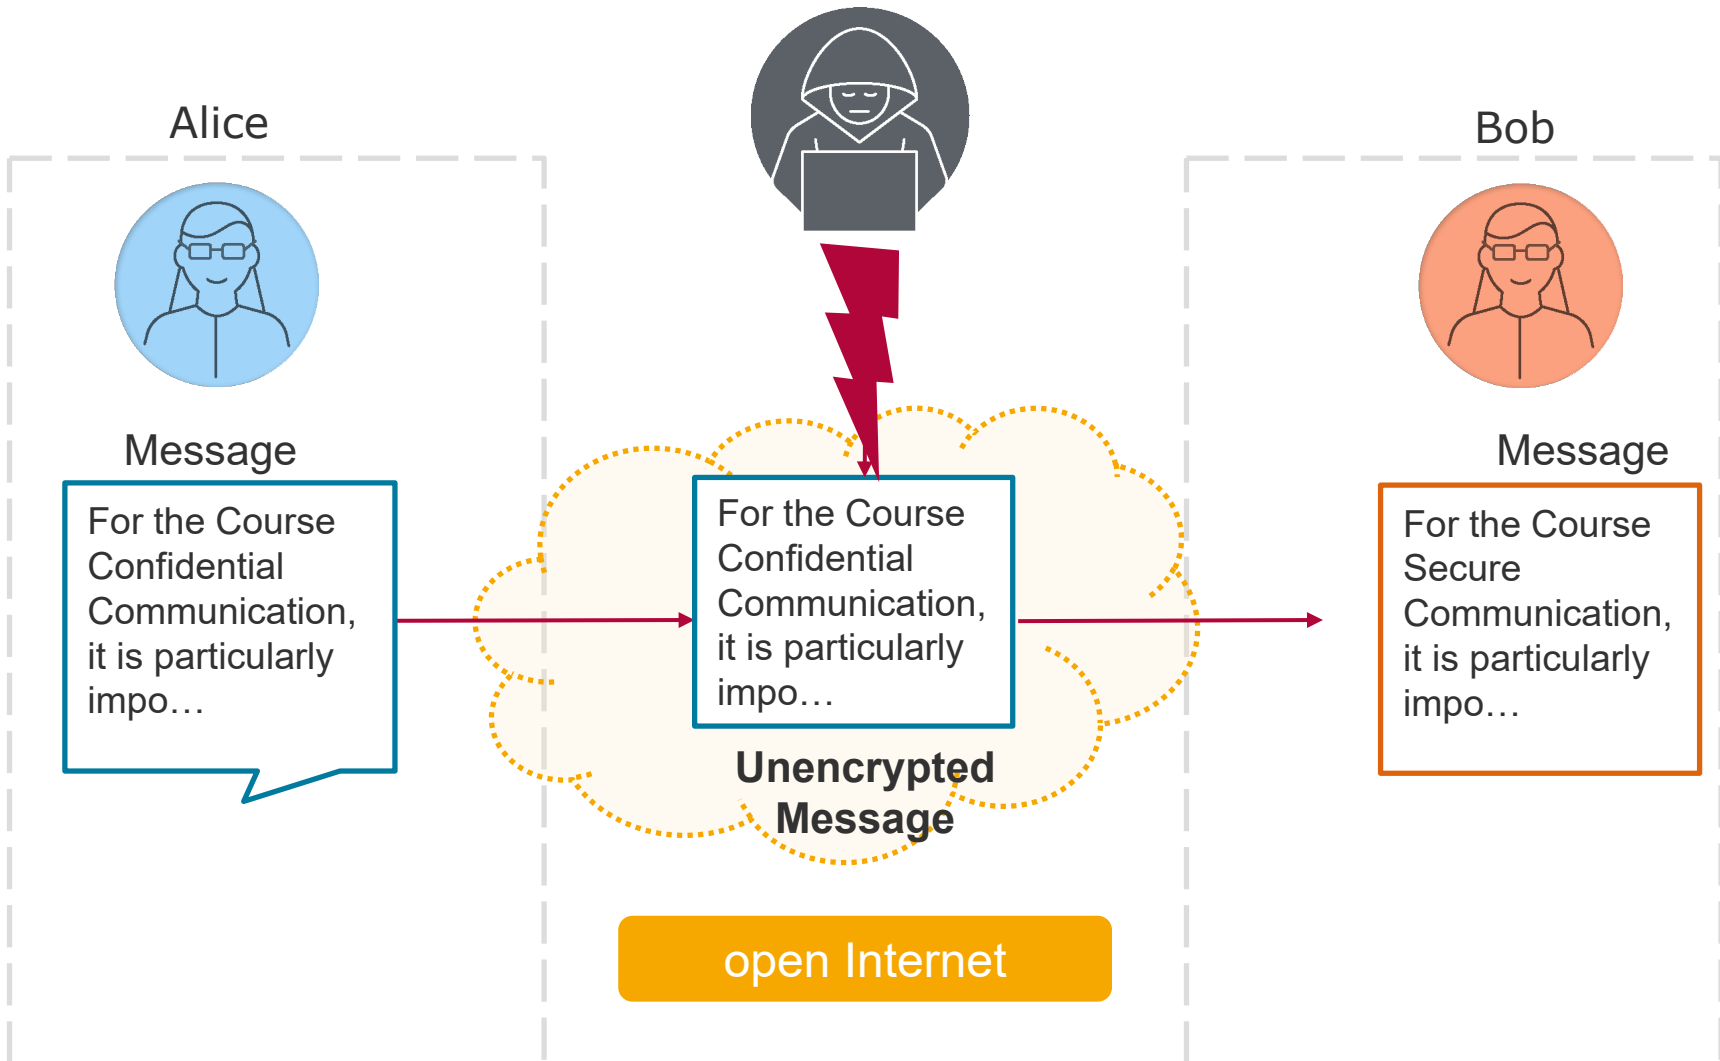 Alice
Bob
Message
For the Course
Confidential
Communication,
it is particularly
impo…
For the Course
Confidential
Communication,
it is particularly
impo…
Unencrypted
Message
Message
For the Course
Secure
Communication,
it is particularly
impo…
open Internet